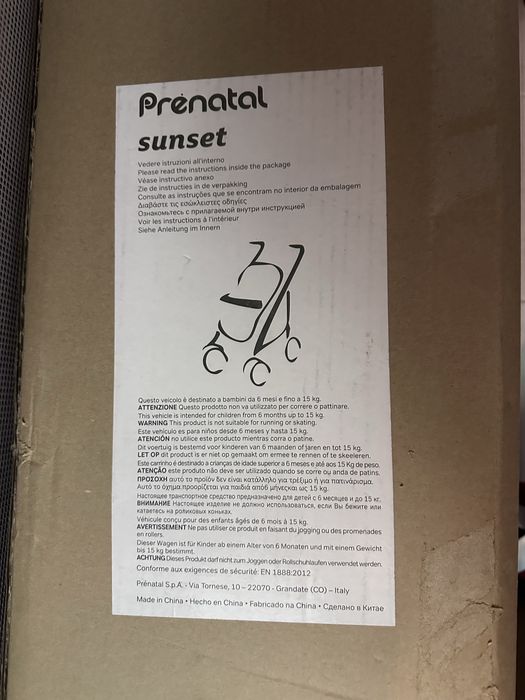 Prénatal
sunset
Vedere istruzioni all'interno
Please read the instructions inside the package
Véase instructivo anexo
Zie de instructies in de verpakking
Consulte as instruções que se encontram no interior da embalagem
Διαβάστε τις εσώκλειστες οδηγίες
Ознакомьтесь с прилагаемой внутри инструкцией
Voir les instructions à l'intérieur
Siehe Anleitung im Innern
Questo veicolo è destinato a bambini da 6 mesi e fino a 15 kg.
ATTENZIONE Questo prodotto non va utilizzato per correre o pattinare.
This vehicle is intended for children from 6 months up to 15 kg.
WARNING This product is not suitable for running or skating.
Este vehículo es para niños desde 6 meses y hasta 15 kg.
ATENCIÓN no utilice este producto mientras corra o patine.
Dit voertuig is bestemd voor kinderen van 6 maanden of jaren en tot 15 kg.
LET OP dit product is er niet op gemaakt om ermee te rennen of te skeeleren.
Este carrinho é destinado a crianças de idade superior a 6 meses e até aos 15 Kg de peso.
ATENÇÃO este produto não deve ser utilizado quando se corre ou anda de patins.
ΠΡΟΣΟΧΗ αυτό το προϊόν δεν είναι κατάλληλο για τρέξιμο ή για πατινάρισμα.
Αυτό το όχημα προορίζεται για παιδιά από6 μήνεςκαι ως 15 kg.
Настоящее транспортное средство предназначено для детей с 6 месяцев и до 15 кг.
ВНИМАНИЕ Настоящее изделие не должно использоваться, если Вы бежите или
катаетесь на роликовых коньках.
Véhicule conçu pour des enfants âgés de 6 mois à 15 kg.
AVERTISSEMENT Ne pas utiliser ce produit en faisant du jogging ou des promenades
en rollers.
Dieser Wagen ist für Kinder ab einem Alter von 6 Monaten und mit einem Gewicht
bis 15 kg bestimmt.
ACHTUNG Dieses Produkt darf nicht zum Joggen oder Rollschuhlaufen verwendet werden.
Conforme aux exigences de sécurité: EN 1888:2012
Prénatal S.p.A. - Via Tornese, 10 – 22070 - Grandate (CO) – Italy
Made in China • Hecho en China • Fabricado na China • Сделано в Китае